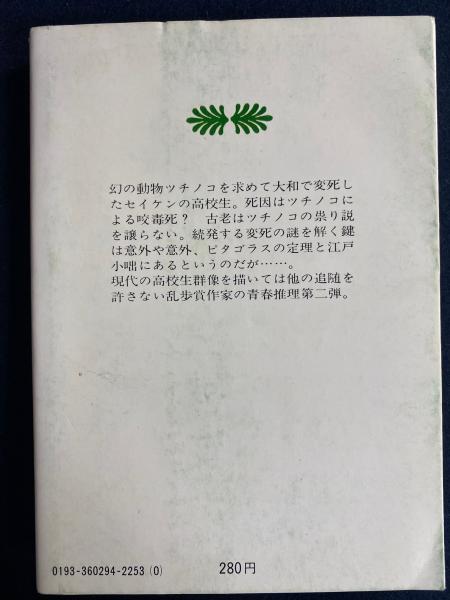 幻の動物ツチノコを求めて大和で変死し
たセイケンの高校生。死因はツチノコに
よる咬毒死？　古老はツチノコの祟り説
を譲らない。続発する変死の謎を解く鍵
は意外や意外、ピタゴラスの定理と江戸
小咄にあるというのだが……。
現代の高校生群像を描いては他の追随を
許さない乱歩賞作家の青春推理第二弾。
0193-360294-2253 (0)
280円